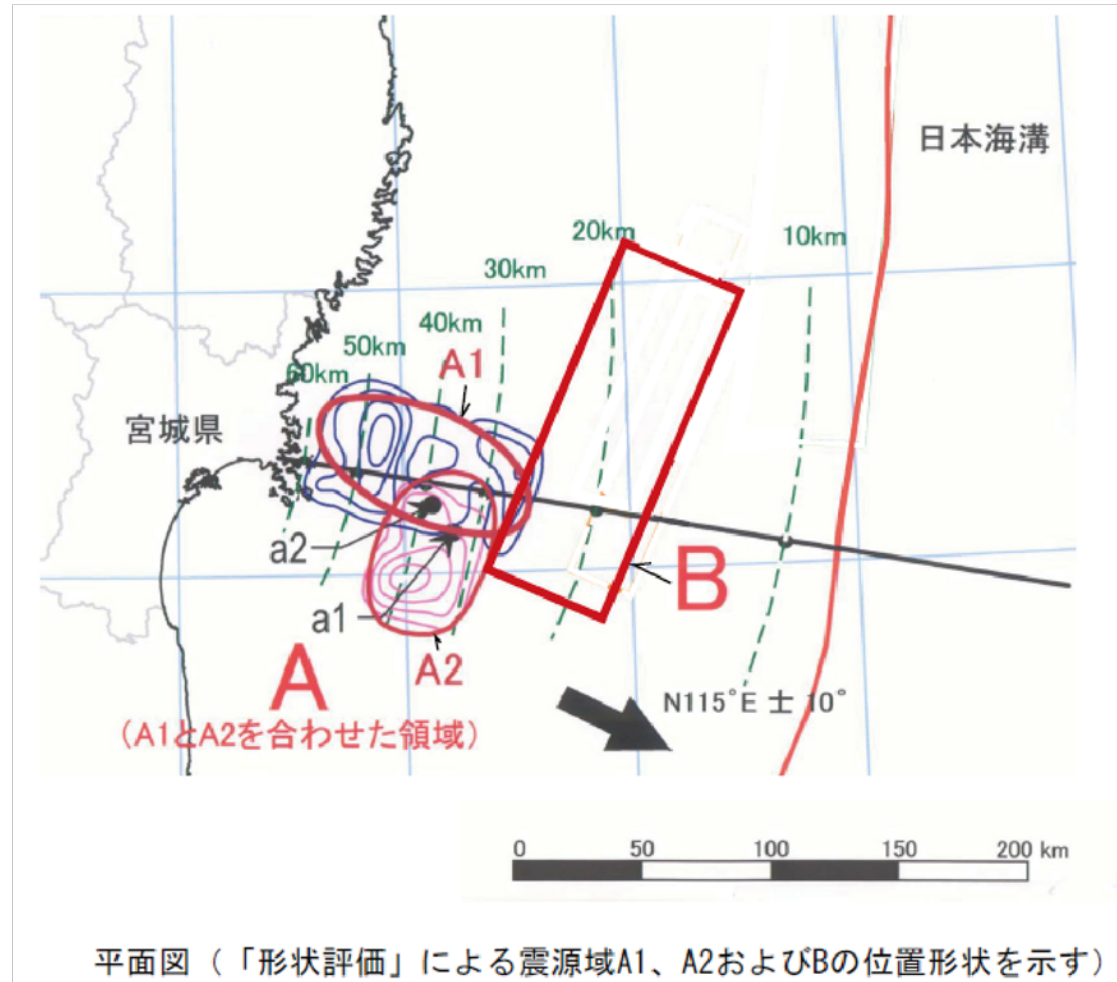 日本海溝
20km
10km
30km
40km
50km
A1
60km
宮城県
a2
B
a1
A2
A
N115°E ± 10°
(A1とA2を合わせた領域)
0 50 100 150 200 km
平面図（「形状評価」による震源域A1、A2およびBの位置形状を示す）